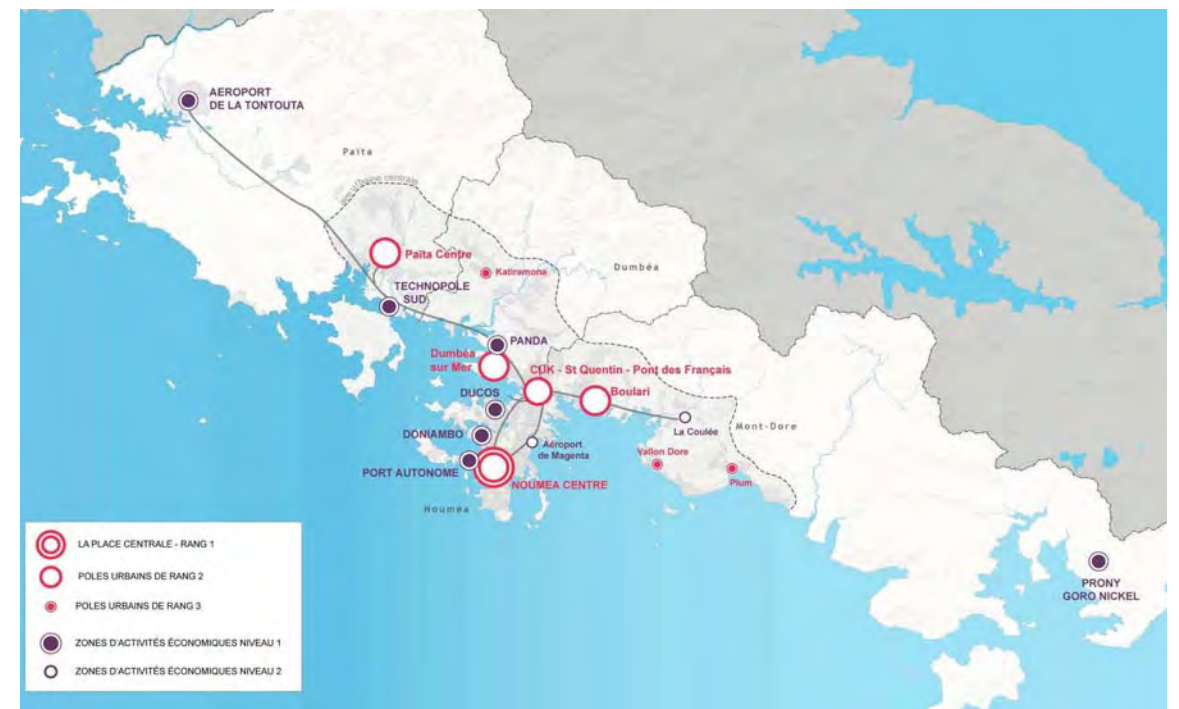 AEROPORT
DE LA TONTOUTA
Païta
aire urbaine centrale
Païta Centre
Katiramona
Dumbéa
TECHNOPOLE
SUD
PANDA
Dumbéa
sur Mer
CUK - St Quentin - Pont des Français
Boulari
DUCOS
La Coulée
Mont-Dore
DONIAMBO
Aéroport
de Magenta
Vallon Dore
PORT AUTONOME
Plum
NOUMEA CENTRE
Nouméa
LA PLACE CENTRALE - RANG 1
POLES URBAINS DE RANG 2
POLES URBAINS DE RANG 3
ZONES D'ACTIVITÉS ÉCONOMIQUES NIVEAU 1
ZONES D'ACTIVITÉS ÉCONOMIQUES NIVEAU 2
PRONY
GORO NICKEL